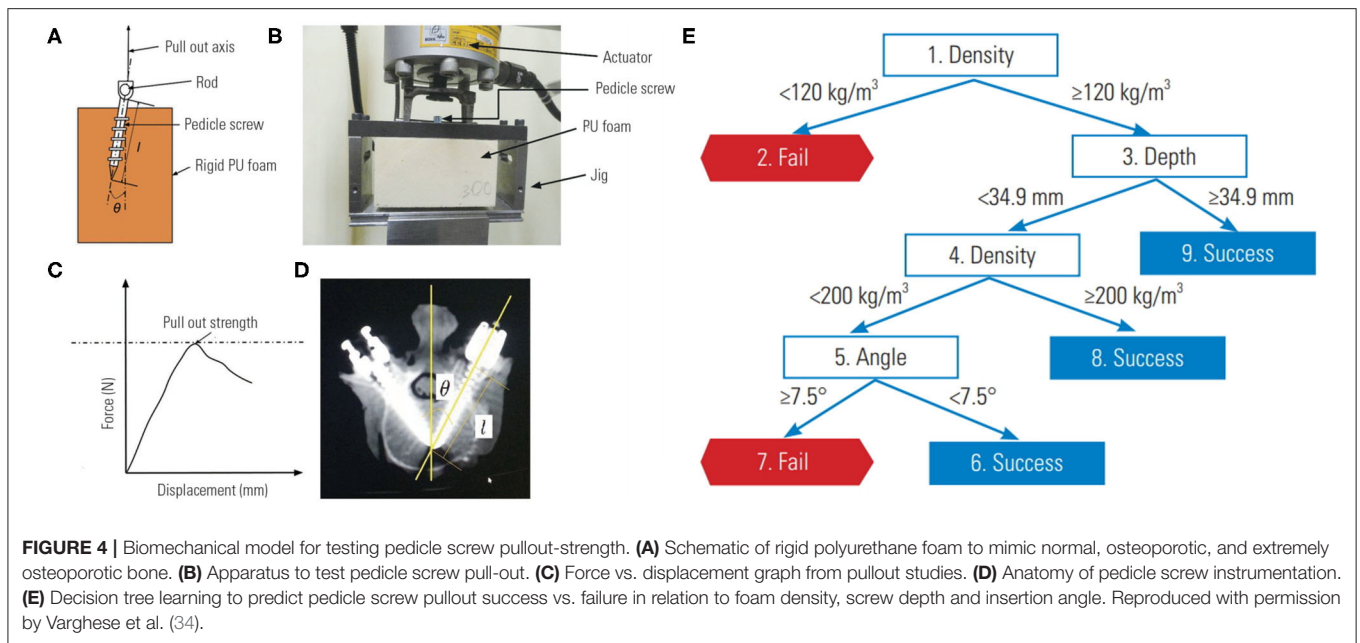 A
Pull out axis
Rod
Pedicle screw
l
Rigid PU foam
θ
B
Actuator
Pedicle screw
PU foam
Jig
300
C
Pull out strength
Force (N)
Displacement (mm)
D
θ
l
E
1. Density
<120 kg/m³
≥120 kg/m³
2. Fail
3. Depth
<34.9 mm
≥34.9 mm
4. Density
9. Success
<200 kg/m³
≥200 kg/m³
5. Angle
8. Success
≥7.5°
<7.5°
7. Fail
6. Success
FIGURE 4 | Biomechanical model for testing pedicle screw pullout-strength. (A) Schematic of rigid polyurethane foam to mimic normal, osteoporotic, and extremely
osteoporotic bone. (B) Apparatus to test pedicle screw pull-out. (C) Force vs. displacement graph from pullout studies. (D) Anatomy of pedicle screw instrumentation.
(E) Decision tree learning to predict pedicle screw pullout success vs. failure in relation to foam density, screw depth and insertion angle. Reproduced with permission
by Varghese et al. (34).